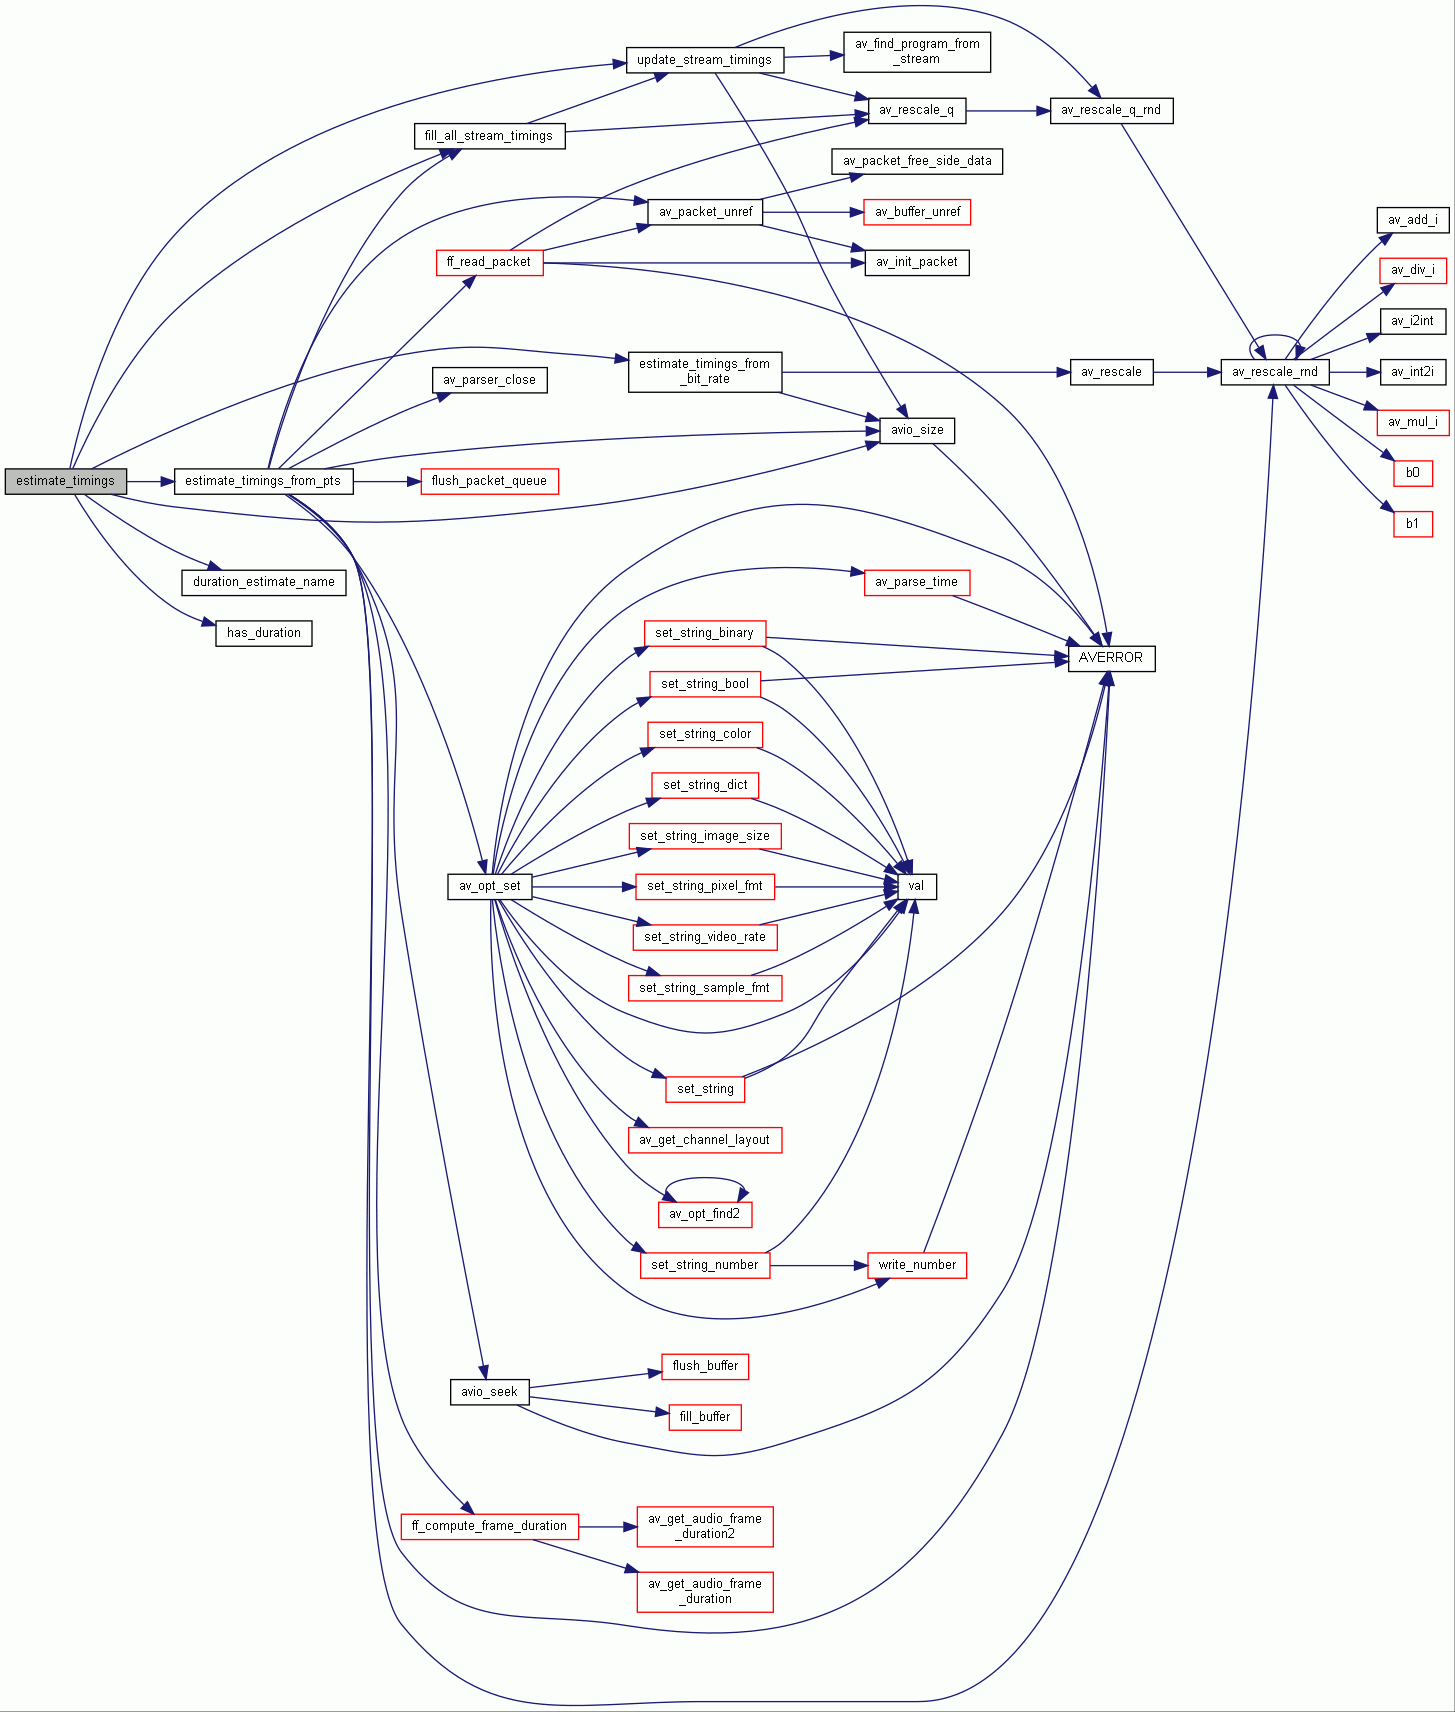 update_stream_timings
av_find_program_from
_stream
av_rescale_q
av_rescale_q_rnd
fill_all_stream_timings
av_packet_free_side_data
av_packet_unref
av_buffer_unref
av_add_i
ff_read_packet
av_init_packet
av_div_i
av_i2int
estimate_timings_from
_bit_rate
av_parser_close
av_rescale
av_rescale_rnd
av_int2i
avio_size
av_mul_i
estimate_timings
estimate_timings_from_pts
flush_packet_queue
b0
b1
duration_estimate_name
av_parse_time
has_duration
set_string_binary
AVERROR
set_string_bool
set_string_color
set_string_dict
set_string_image_size
av_opt_set
set_string_pixel_fmt
val
set_string_video_rate
set_string_sample_fmt
set_string
av_get_channel_layout
av_opt_find2
set_string_number
write_number
flush_buffer
avio_seek
fill_buffer
ff_compute_frame_duration
av_get_audio_frame
_duration2
av_get_audio_frame
_duration